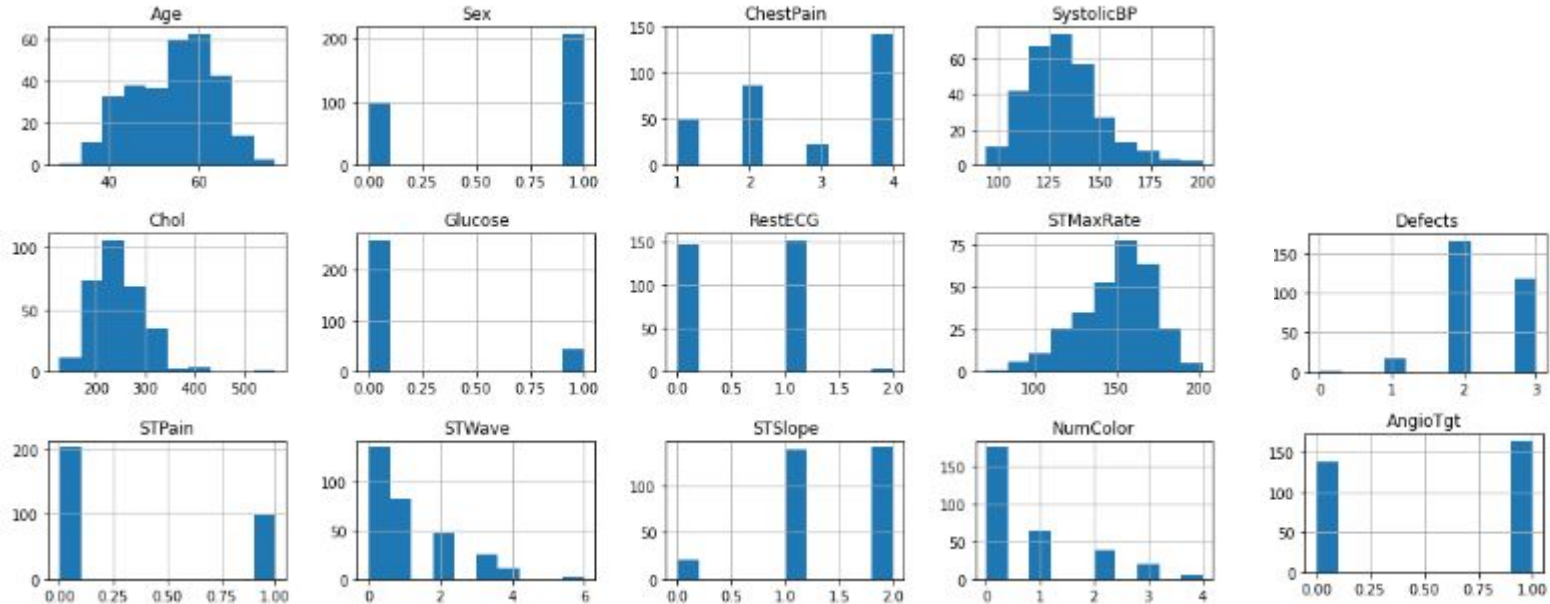 Age Sex ChestPain SystolicBP
60 200 150 60
40 100 100 40
20 50 20
0 0 0 0
40 60 0.00 0.25 0.50 0.75 1.00 1 2 3 4 100 125 150 175 200
Chol Glucose RestECG STMaxRate Defects
100 200 150 75 150
50 100 100 50 100
0 0 50 25 50
0 0 0
200 300 400 500 0.00 0.25 0.50 0.75 1.00 0.0 0.5 1.0 1.5 2.0 100 150 200 0 1 2 3
STPain STWave STSlope NumColor AngioTgt
200 100 100 150 150
100 50 50 100 100
0 0 0 50 50
0 0
0.00 0.25 0.50 0.75 1.00 0 2 4 6 0.0 0.5 1.0 1.5 2.0 0 1 2 3 4 0.00 0.25 0.50 0.75 1.00